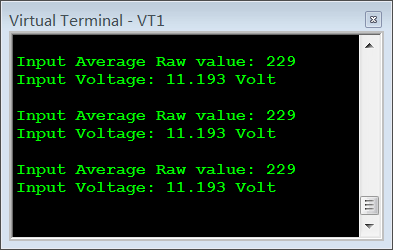 Virtual Terminal - VT1
Input Average Raw value: 229
Input Voltage: 11.193 Volt
Input Average Raw value: 229
Input Voltage: 11.193 Volt
Input Average Raw value: 229
Input Voltage: 11.193 Volt